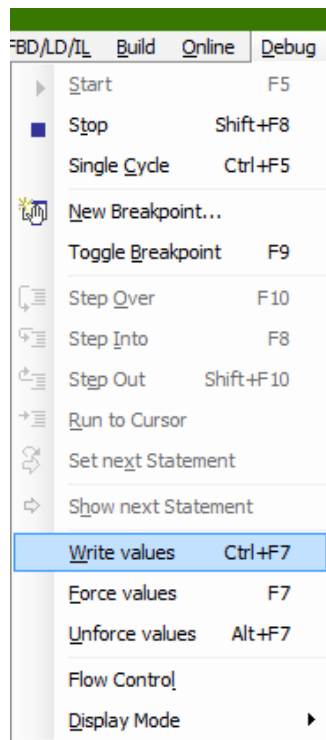 FBD/LD/IL Build Online Debug
Start F5
Stop Shift+F8
Single Cycle Ctrl+F5
New Breakpoint...
Toggle Breakpoint F9
Step Over F10
Step Into F8
Step Out Shift+F10
Run to Cursor
Set next Statement
Show next Statement
Write values Ctrl+F7
Force values F7
Unforce values Alt+F7
Flow Control
Display Mode